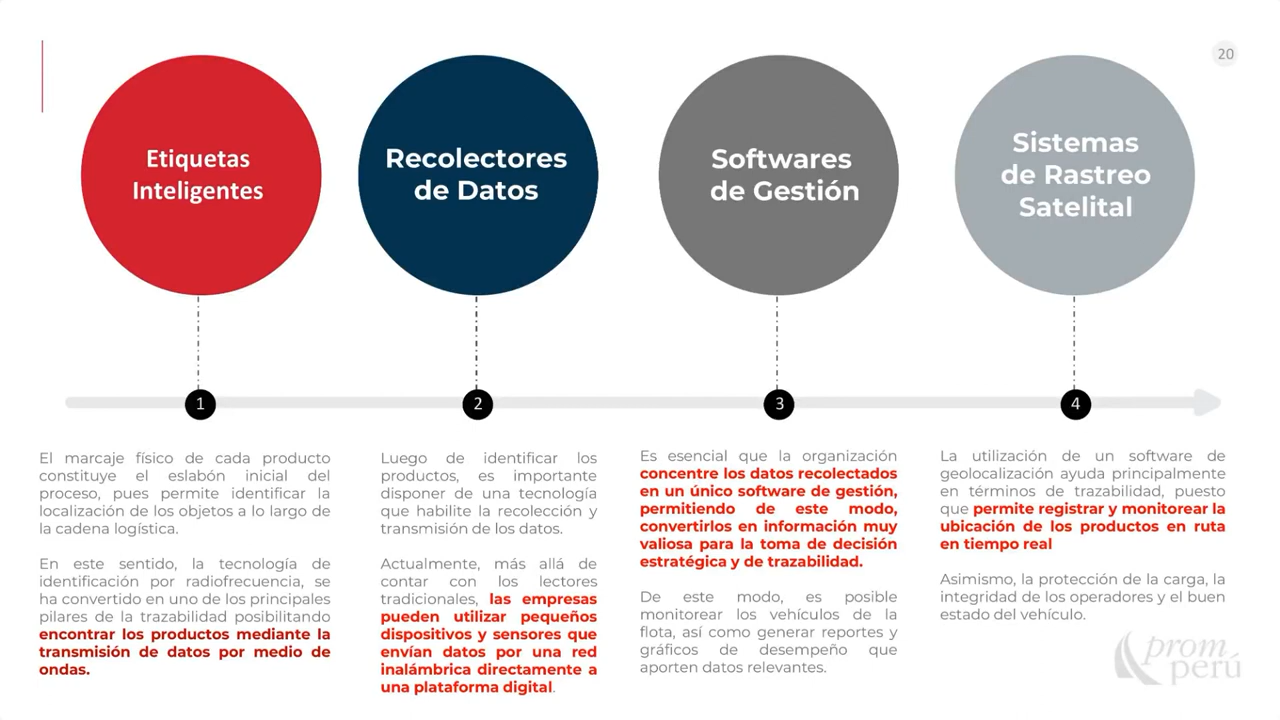 20
Etiquetas
Inteligentes
Recolectores
de Datos
Softwares
de Gestión
Sistemas
de Rastreo
Satelital
1
2
3
4
El marcaje físico de cada producto
constituye el eslabón inicial del
proceso, pues permite identificar la
localización de los objetos a lo largo de
la cadena logística.
En este sentido, la tecnología de
identificación por radiofrecuencia, se
ha convertido en uno de los principales
pilares de la trazabilidad posibilitando
encontrar los productos mediante la
transmisión de datos por medio de
ondas.
Luego de identificar los
productos, es importante
disponer de una tecnología
que habilite la recolección y
transmisión de los datos.
Actualmente, más allá de
contar con los lectores
tradicionales, las empresas
pueden utilizar pequeños
dispositivos y sensores que
envían datos por una red
inalámbrica directamente a
una plataforma digital.
Es esencial que la organización
concentre los datos recolectados
en un único software de gestión,
permitiendo de este modo,
convertirlos en información muy
valiosa para la toma de decisión
estratégica y de trazabilidad.
De este modo, es posible
monitorear los vehículos de la
flota, así como generar reportes y
gráficos de desempeño que
aporten datos relevantes.
La utilización de un software de
geolocalización ayuda principalmente
en términos de trazabilidad, puesto
que permite registrar y monitorear la
ubicación de los productos en ruta
en tiempo real
Asimismo, la protección de la carga, la
integridad de los operadores y el buen
estado del vehículo.
prom
perú